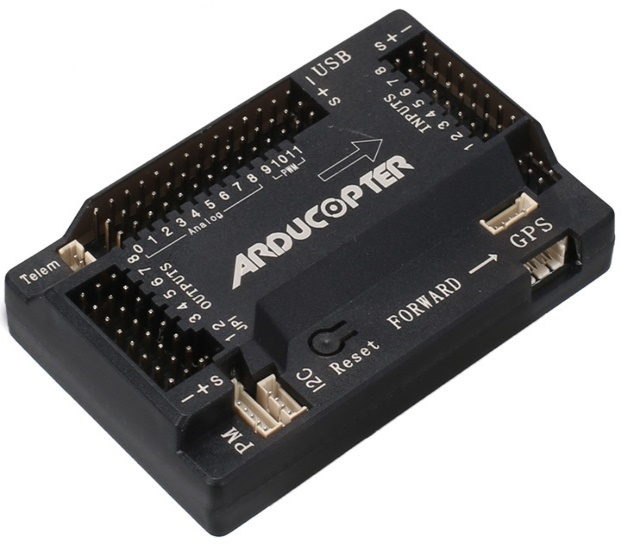 USB
S + -
- + S
INPUTS
1 2 3 4 5 6 7 8
0 1 2 3 4 5 6 7 8 9 10 11
Analog
PWM
ARDUCOPTER
Telem
OUTPUTS
1 2 3 4 5 6 7 8
JP1
- + S
GPS
FORWARD
Reset
I2C
PM